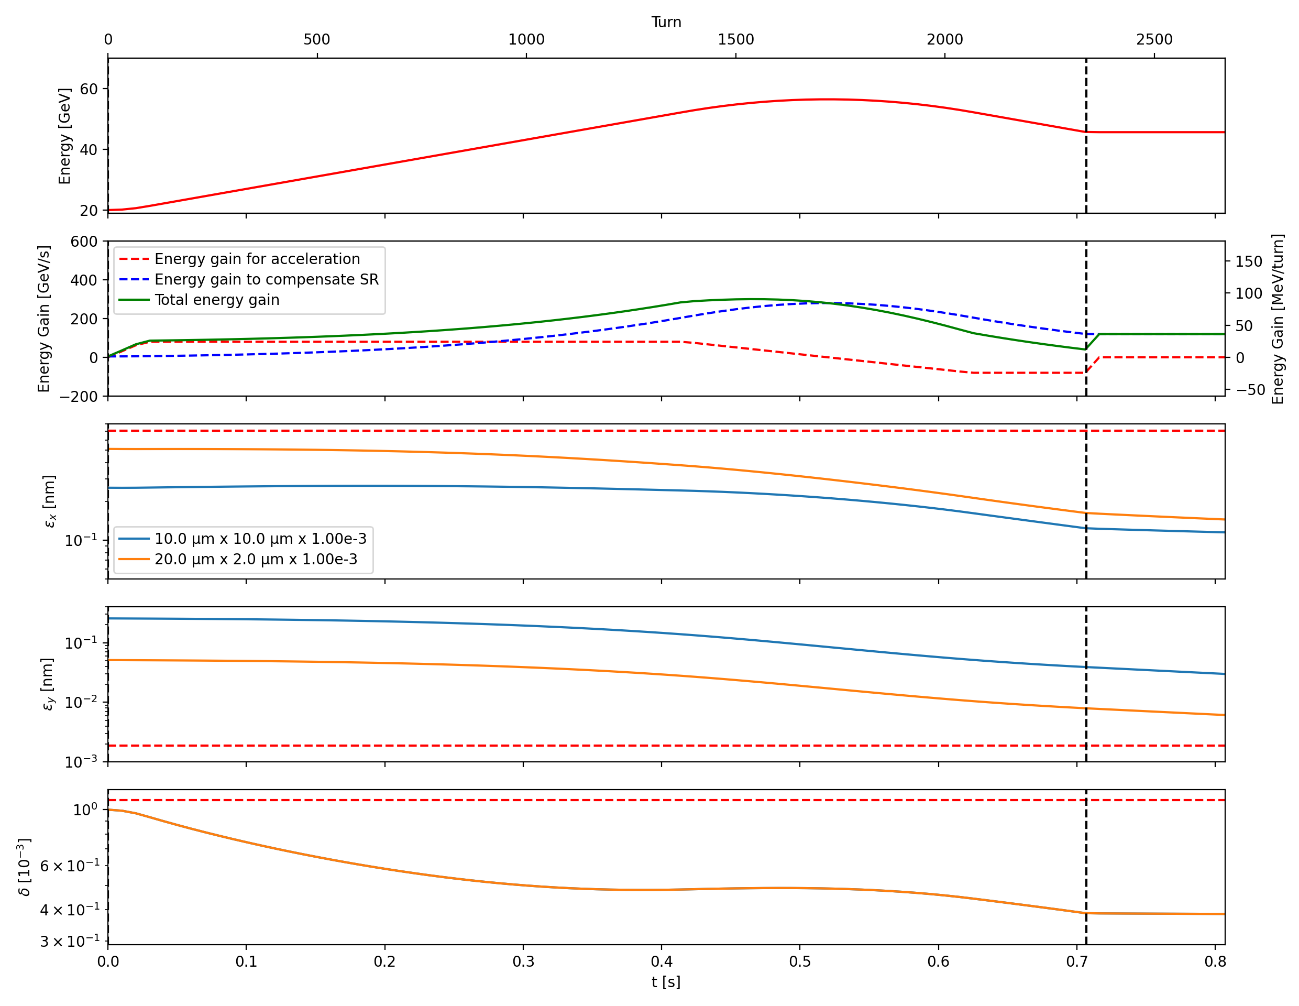 Turn
0 500 1000 1500 2000 2500
Energy [GeV]
60
40
20
Energy Gain [GeV/s]
600
400
200
0
−200
Energy gain for acceleration
Energy gain to compensate SR
Total energy gain
150
100
50
0
−50
Energy Gain [MeV/turn]
εx [nm]
10⁻¹
10.0 μm x 10.0 μm x 1.00e-3
20.0 μm x 2.0 μm x 1.00e-3
εy [nm]
10⁻¹
10⁻²
10⁻³
δ [10⁻³]
10⁰
6 × 10⁻¹
4 × 10⁻¹
3 × 10⁻¹
0.0 0.1 0.2 0.3 0.4 0.5 0.6 0.7 0.8
t [s]